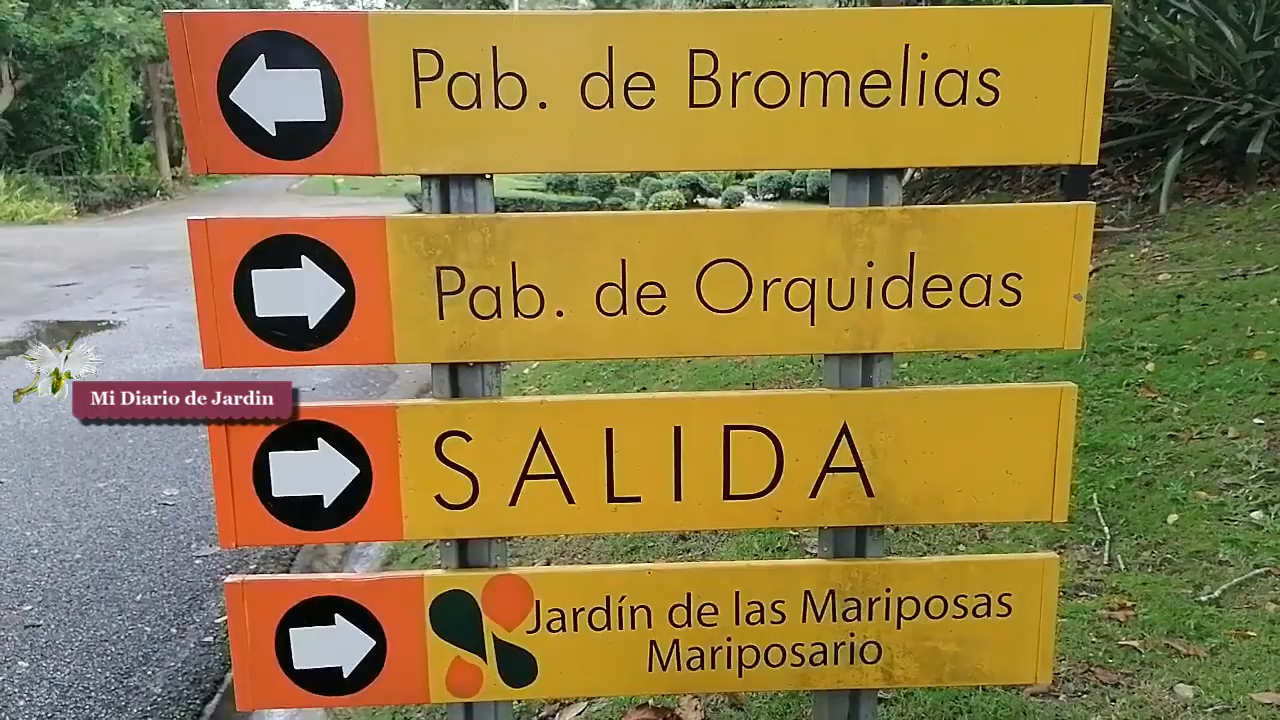 Pab. de Bromelias
Pab. de Orquideas
Mi Diario de Jardin
SALIDA
Jardín de las Mariposas
Mariposario